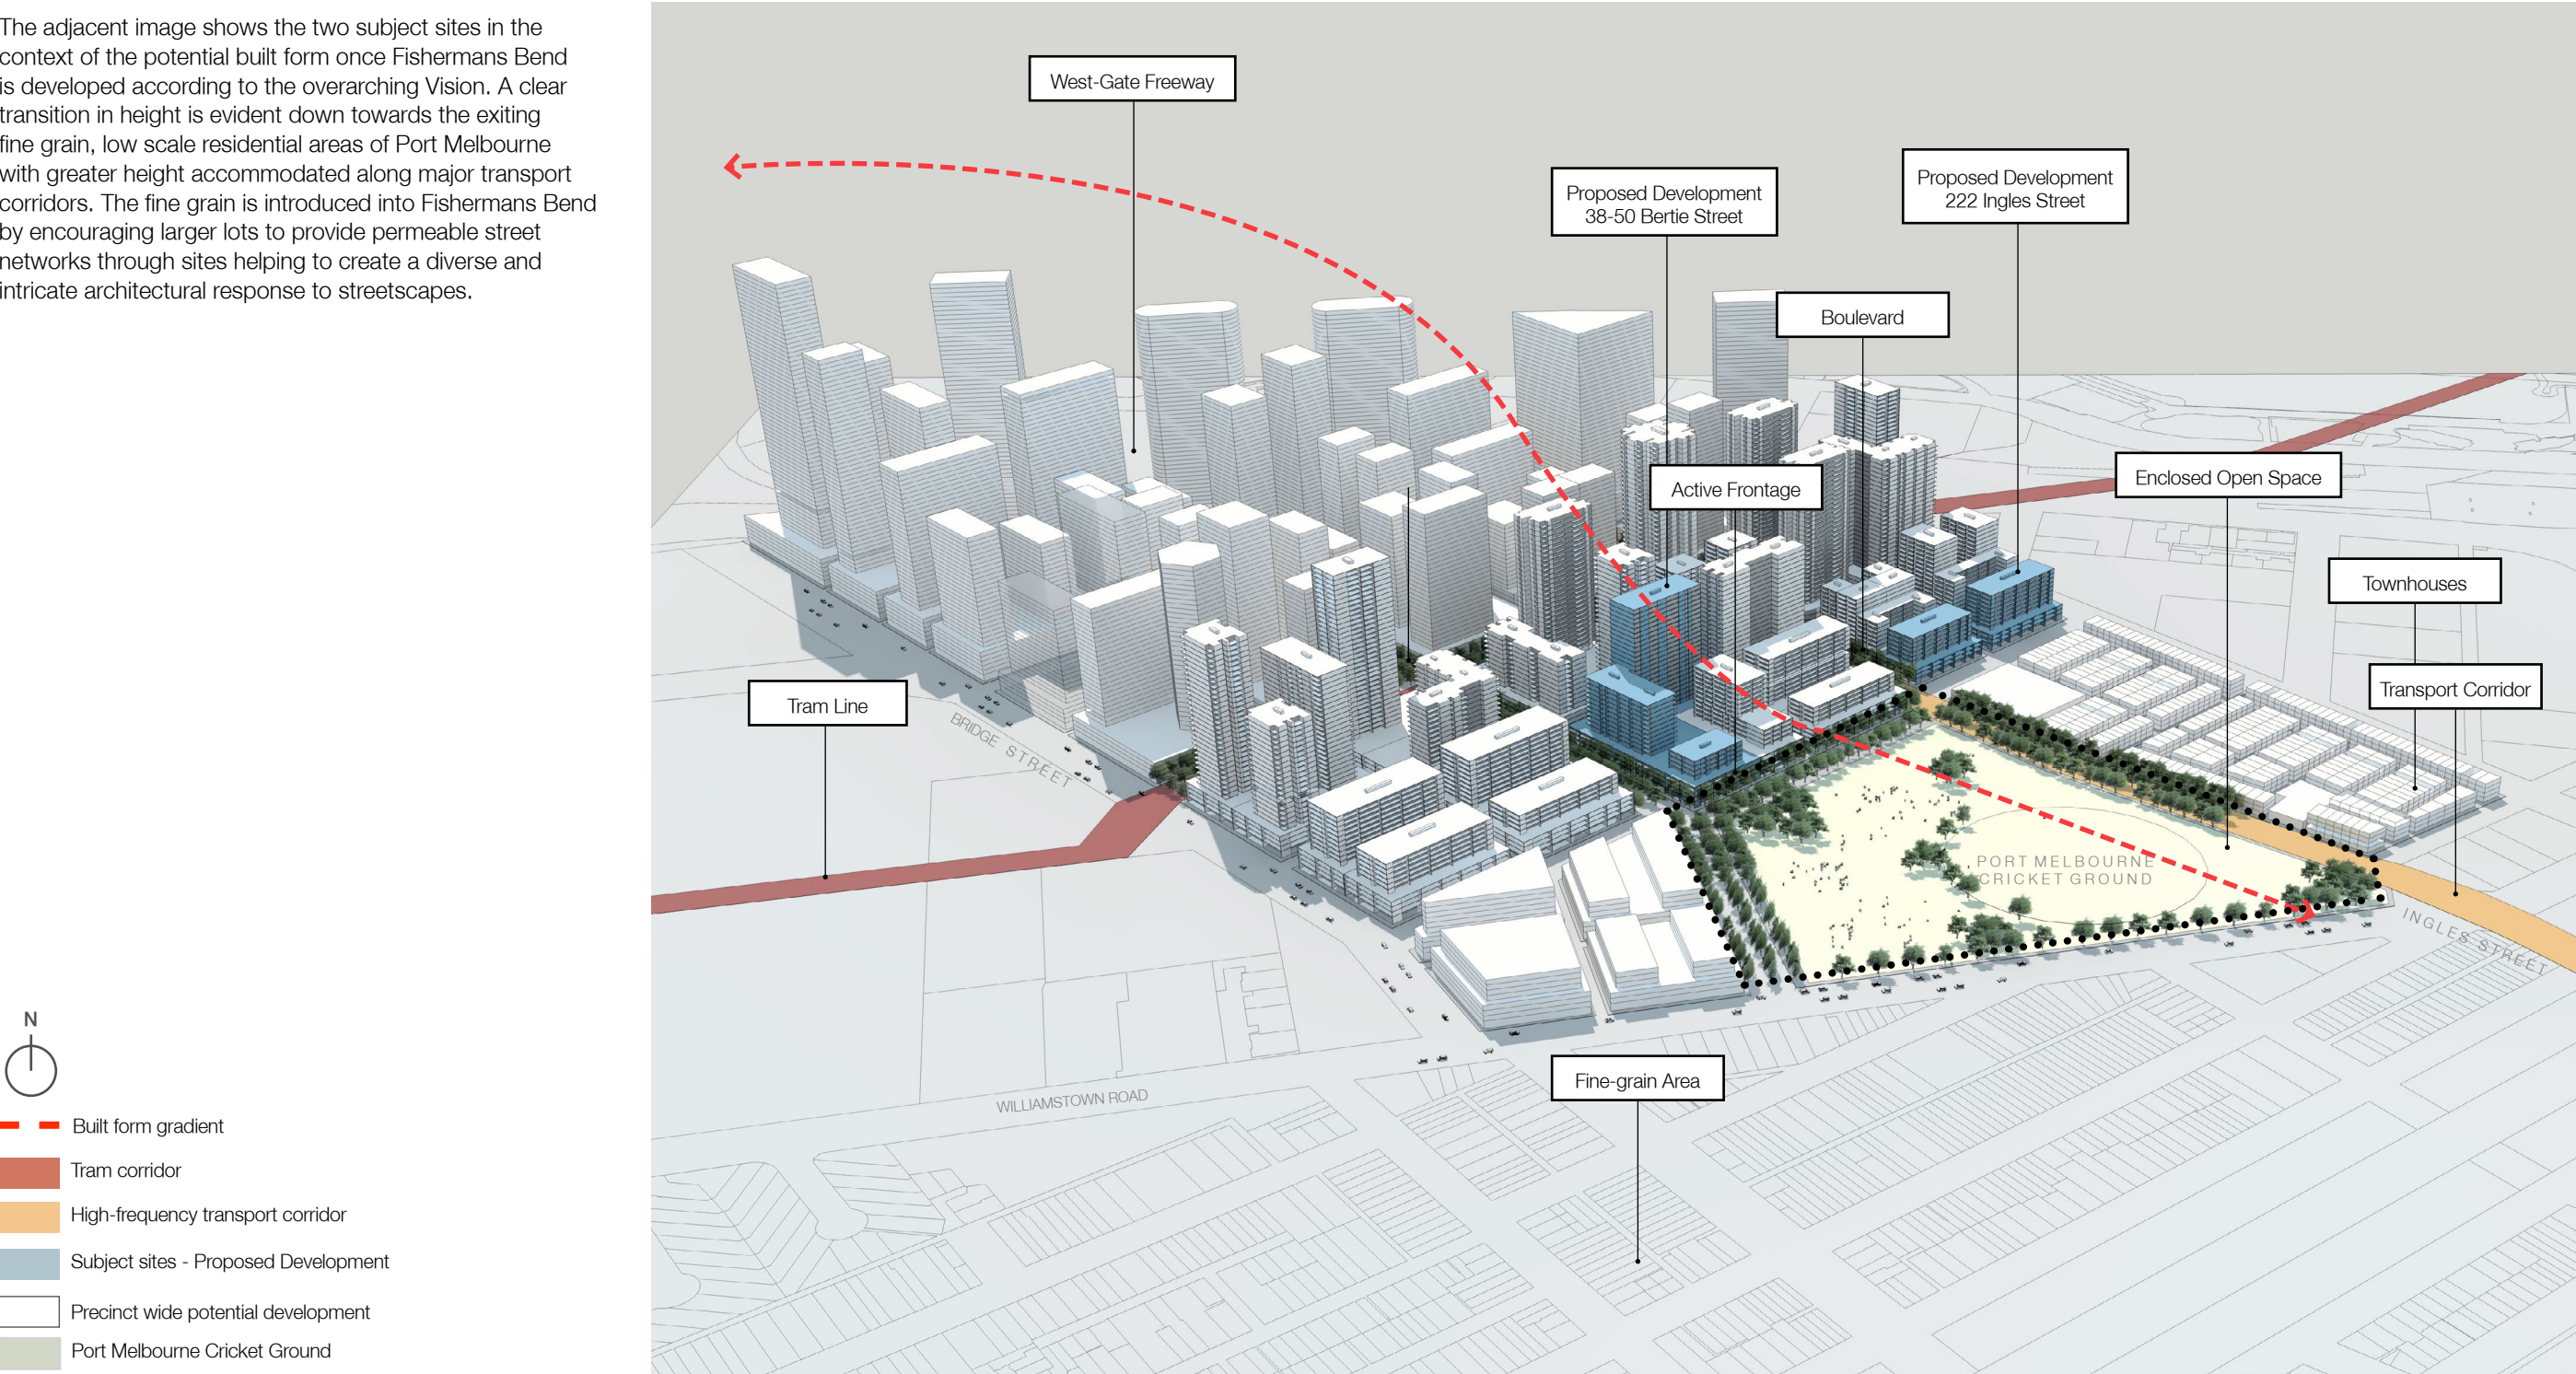 The adjacent image shows the two subject sites in the
context of the potential built form once Fishermans Bend
is developed according to the overarching Vision. A clear
transition in height is evident down towards the exiting
fine grain, low scale residential areas of Port Melbourne
with greater height accommodated along major transport
corridors. The fine grain is introduced into Fishermans Bend
by encouraging larger lots to provide permeable street
networks through sites helping to create a diverse and
intricate architectural response to streetscapes.
West-Gate Freeway
Proposed Development
38-50 Bertie Street
Proposed Development
222 Ingles Street
Boulevard
Active Frontage
Enclosed Open Space
Townhouses
Transport Corridor
Tram Line
BRIDGE STREET
PORT MELBOURNE
CRICKET GROUND
INGLES STREET
Fine-grain Area
WILLIAMSTOWN ROAD
N
Built form gradient
Tram corridor
High-frequency transport corridor
Subject sites - Proposed Development
Precinct wide potential development
Port Melbourne Cricket Ground